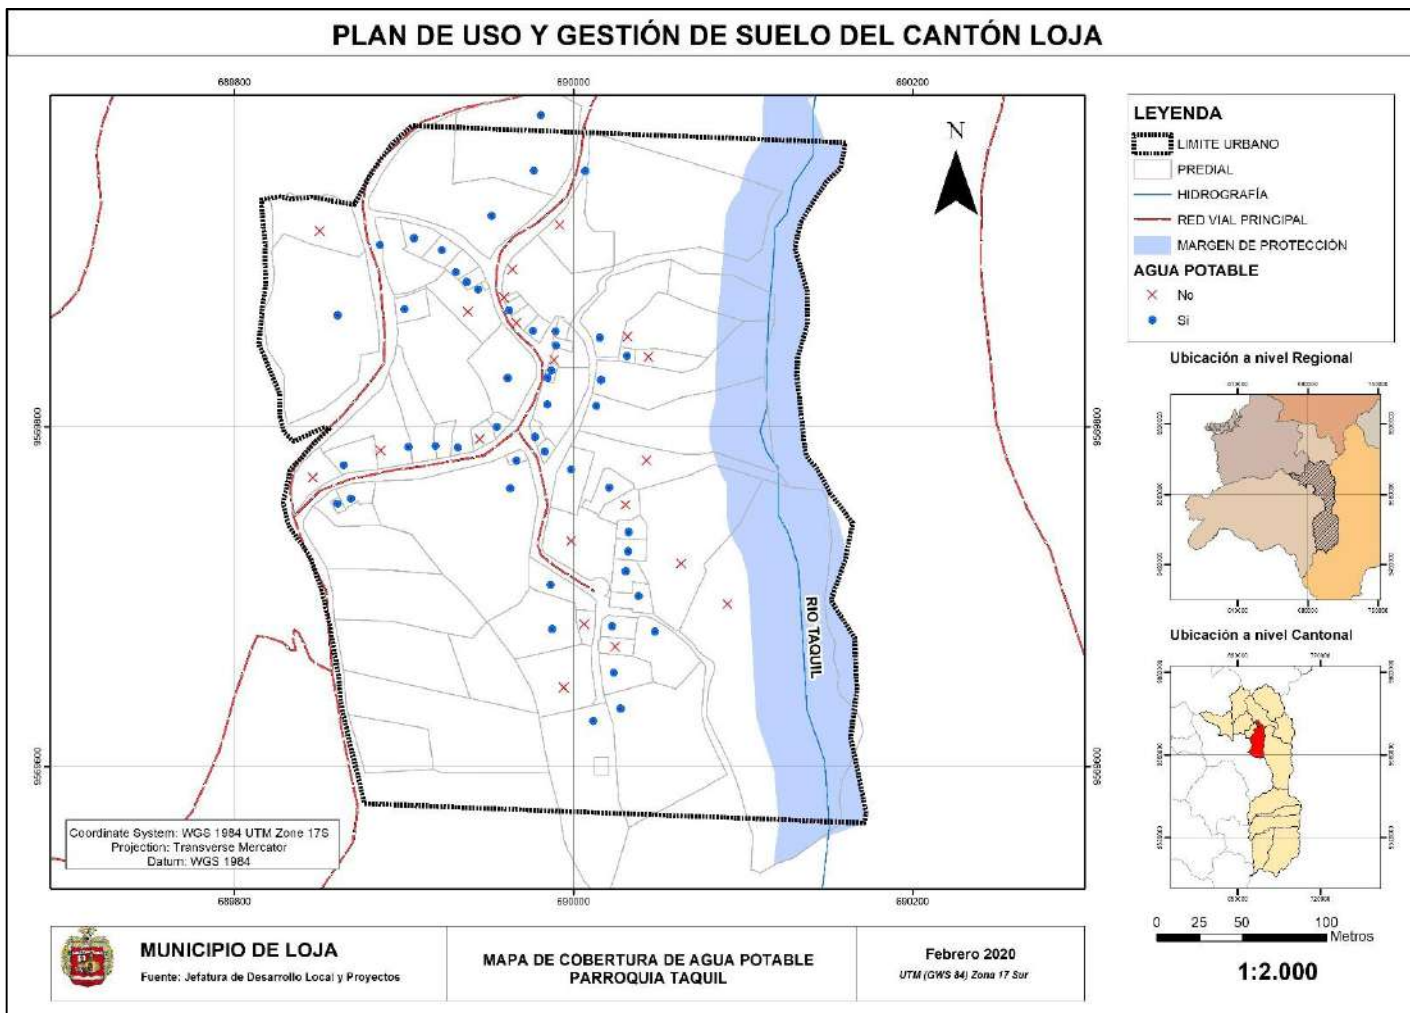 PLAN DE USO Y GESTIÓN DE SUELO DEL CANTÓN LOJA
689800
690000
690200
N
9569800
9569800
9569600
9569600
RIO TAQUIL
Coordinate System: WGS 1984 UTM Zone 17S
Projection: Transverse Mercator
Datum: WGS 1984
689800
690000
690200
LEYENDA
LIMITE URBANO
PREDIAL
HIDROGRAFÍA
RED VIAL PRINCIPAL
MARGEN DE PROTECCIÓN
AGUA POTABLE
No
Si
Ubicación a nivel Regional
Ubicación a nivel Cantonal
0 25 50 100
Metros
1:2.000
MUNICIPIO DE LOJA
Fuente: Jefatura de Desarrollo Local y Proyectos
MAPA DE COBERTURA DE AGUA POTABLE
PARROQUIA TAQUIL
Febrero 2020
UTM (GWS 84) Zona 17 Sur